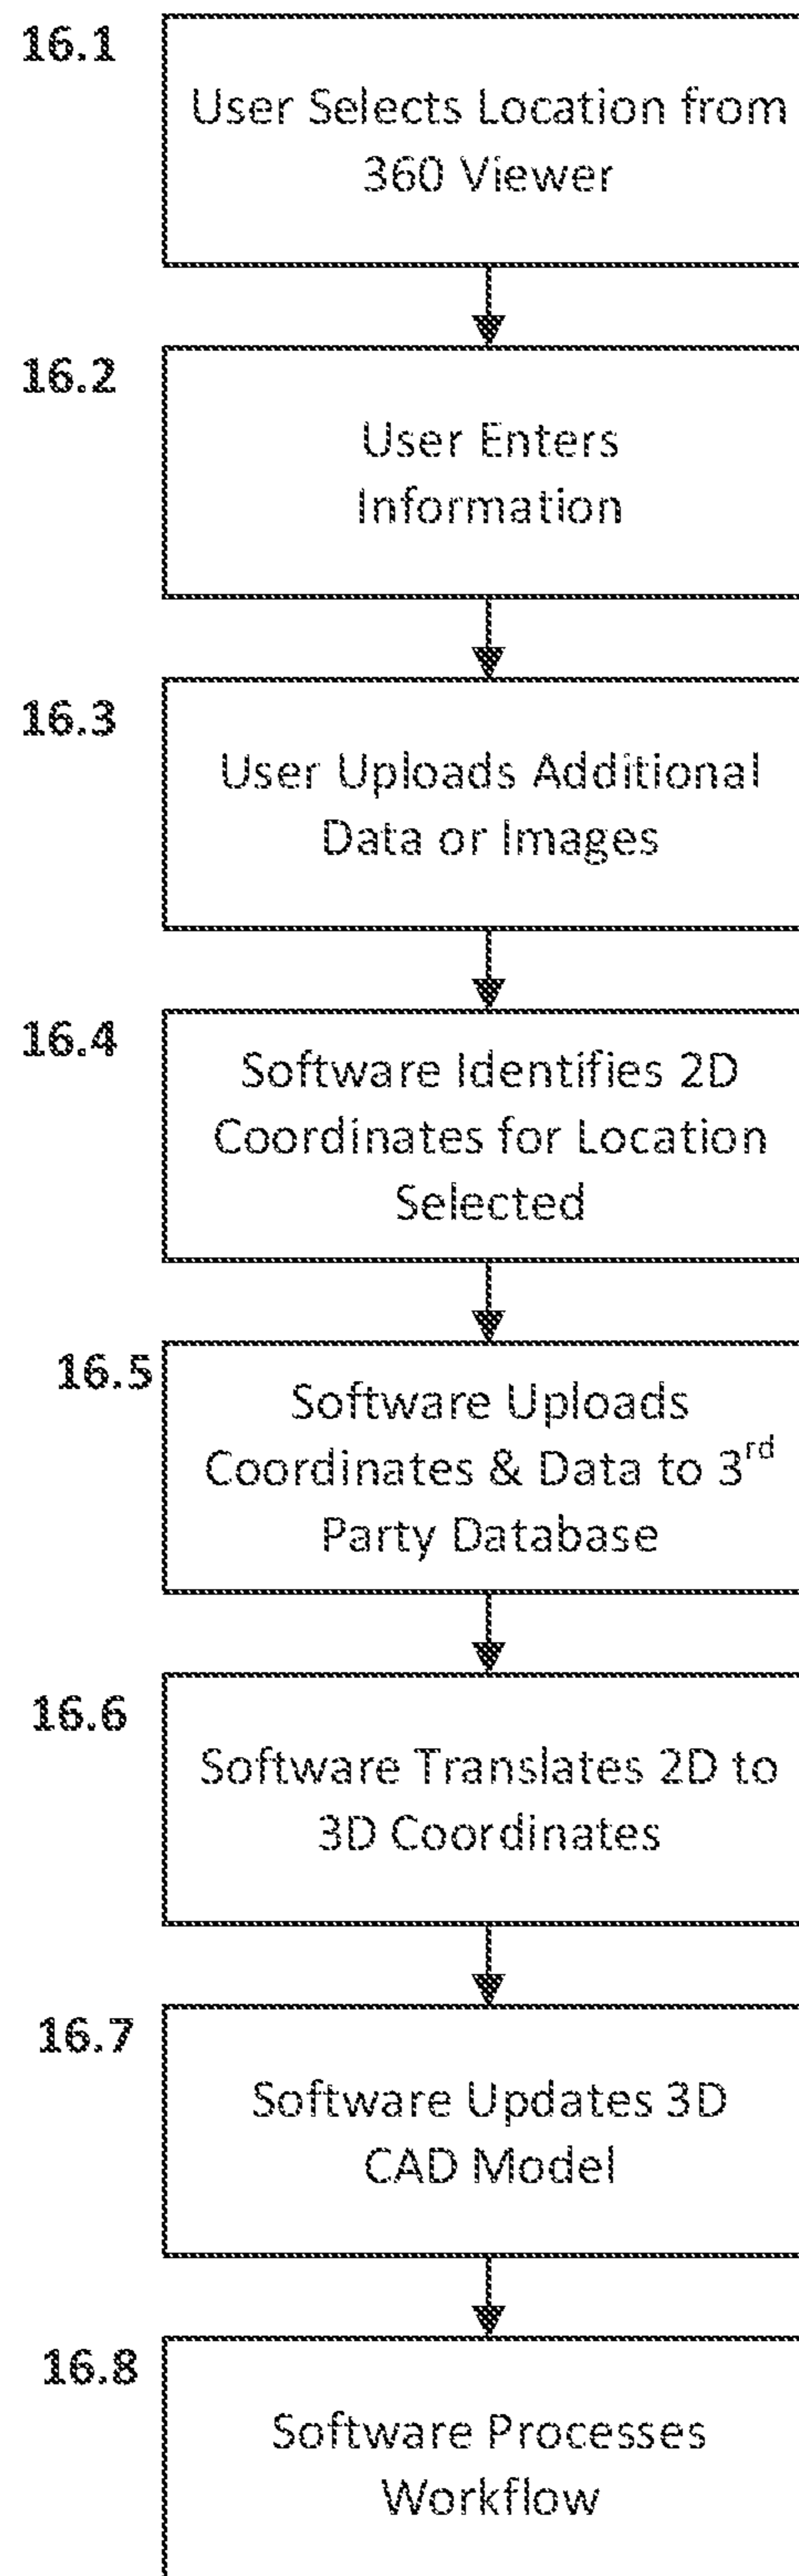 16.1
User Selects Location from
360 Viewer
16.2
User Enters
Information
16.3
User Uploads Additional
Data or Images
16.4
Software Identifies 2D
Coordinates for Location
Selected
16.5
Software Uploads
Coordinates & Data to 3rd
Party Database
16.6
Software Translates 2D to
3D Coordinates
16.7
Software Updates 3D
CAD Model
16.8
Software Processes
Workflow